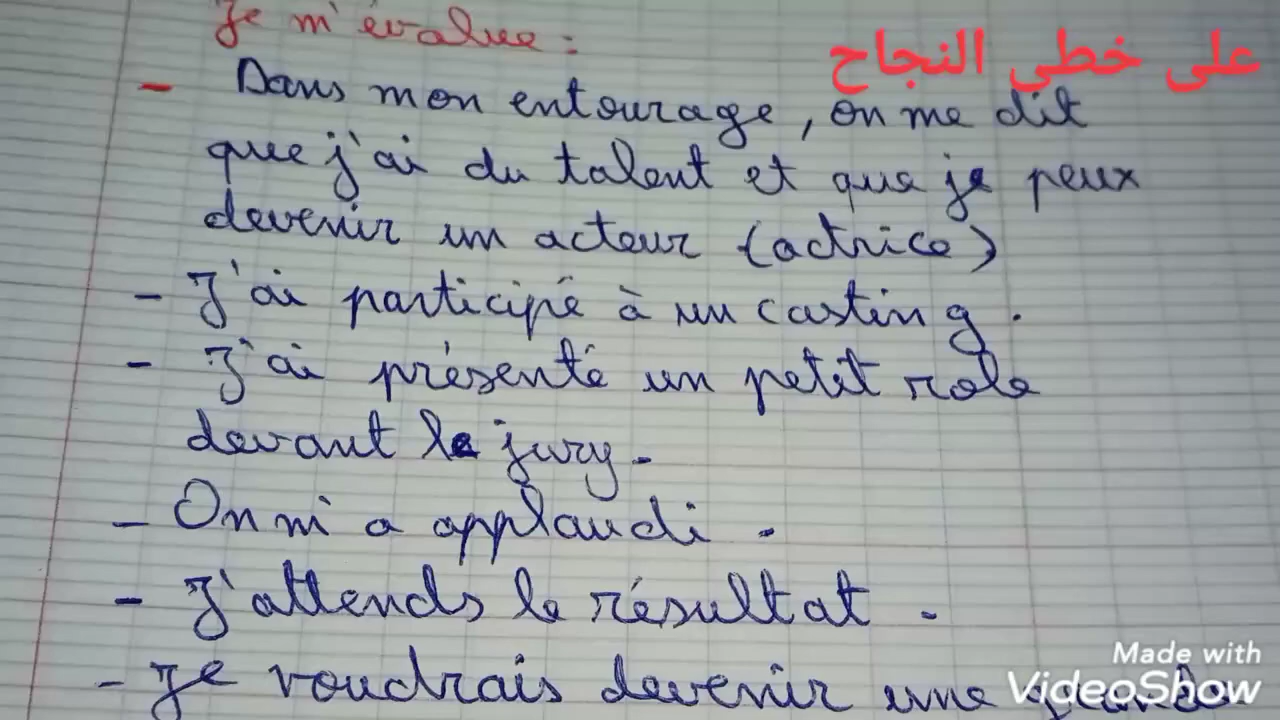 Je m'évalue :
على خطى النجاح
- Dans mon entourage, on me dit
que j'ai du talent et que je peux
devenir un acteur (actrice)
- J'ai participé à un casting.
- J'ai présenté un petit role
devant le jury.
- On m'a applaudi.
- J'attends le résultat.
- Je voudrais devenir une
Made with
VideoShow